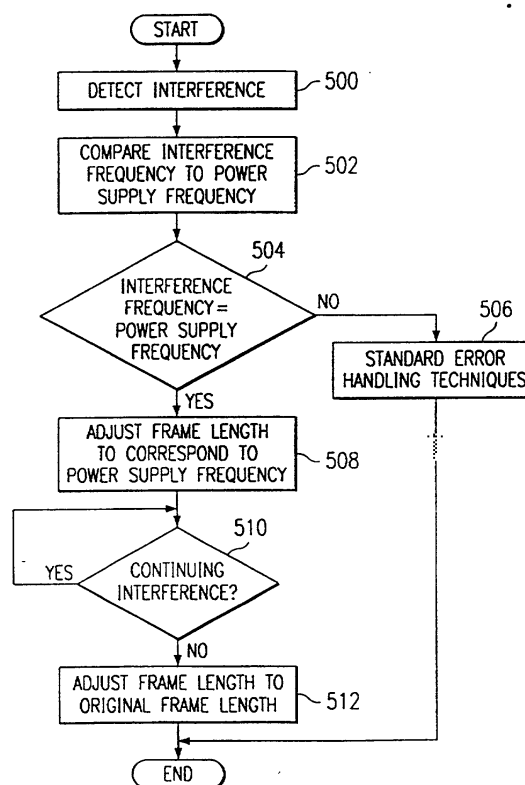 START
DETECT INTERFERENCE
500
COMPARE INTERFERENCE
FREQUENCY TO POWER
SUPPLY FREQUENCY
502
504
INTERFERENCE
FREQUENCY=
POWER SUPPLY
FREQUENCY
NO
506
STANDARD ERROR
HANDLING TECHNIQUES
YES
ADJUST FRAME LENGTH
TO CORRESPOND TO
POWER SUPPLY FREQUENCY
508
510
CONTINUING
INTERFERENCE?
YES
NO
ADJUST FRAME LENGTH TO
ORIGINAL FRAME LENGTH
512
END